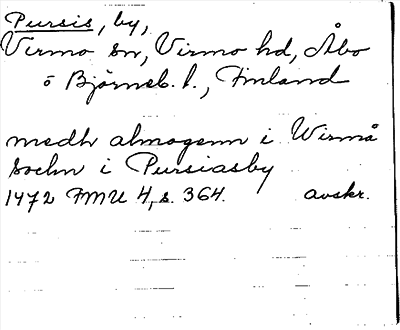 Pursis, by,
Virmo sn, Virmo hd, Åbo
o Björneb. l., Finland
medh almogenn i Wirmå
sochn i Pursiasby
1472 FMU 4, s. 364. avskr.